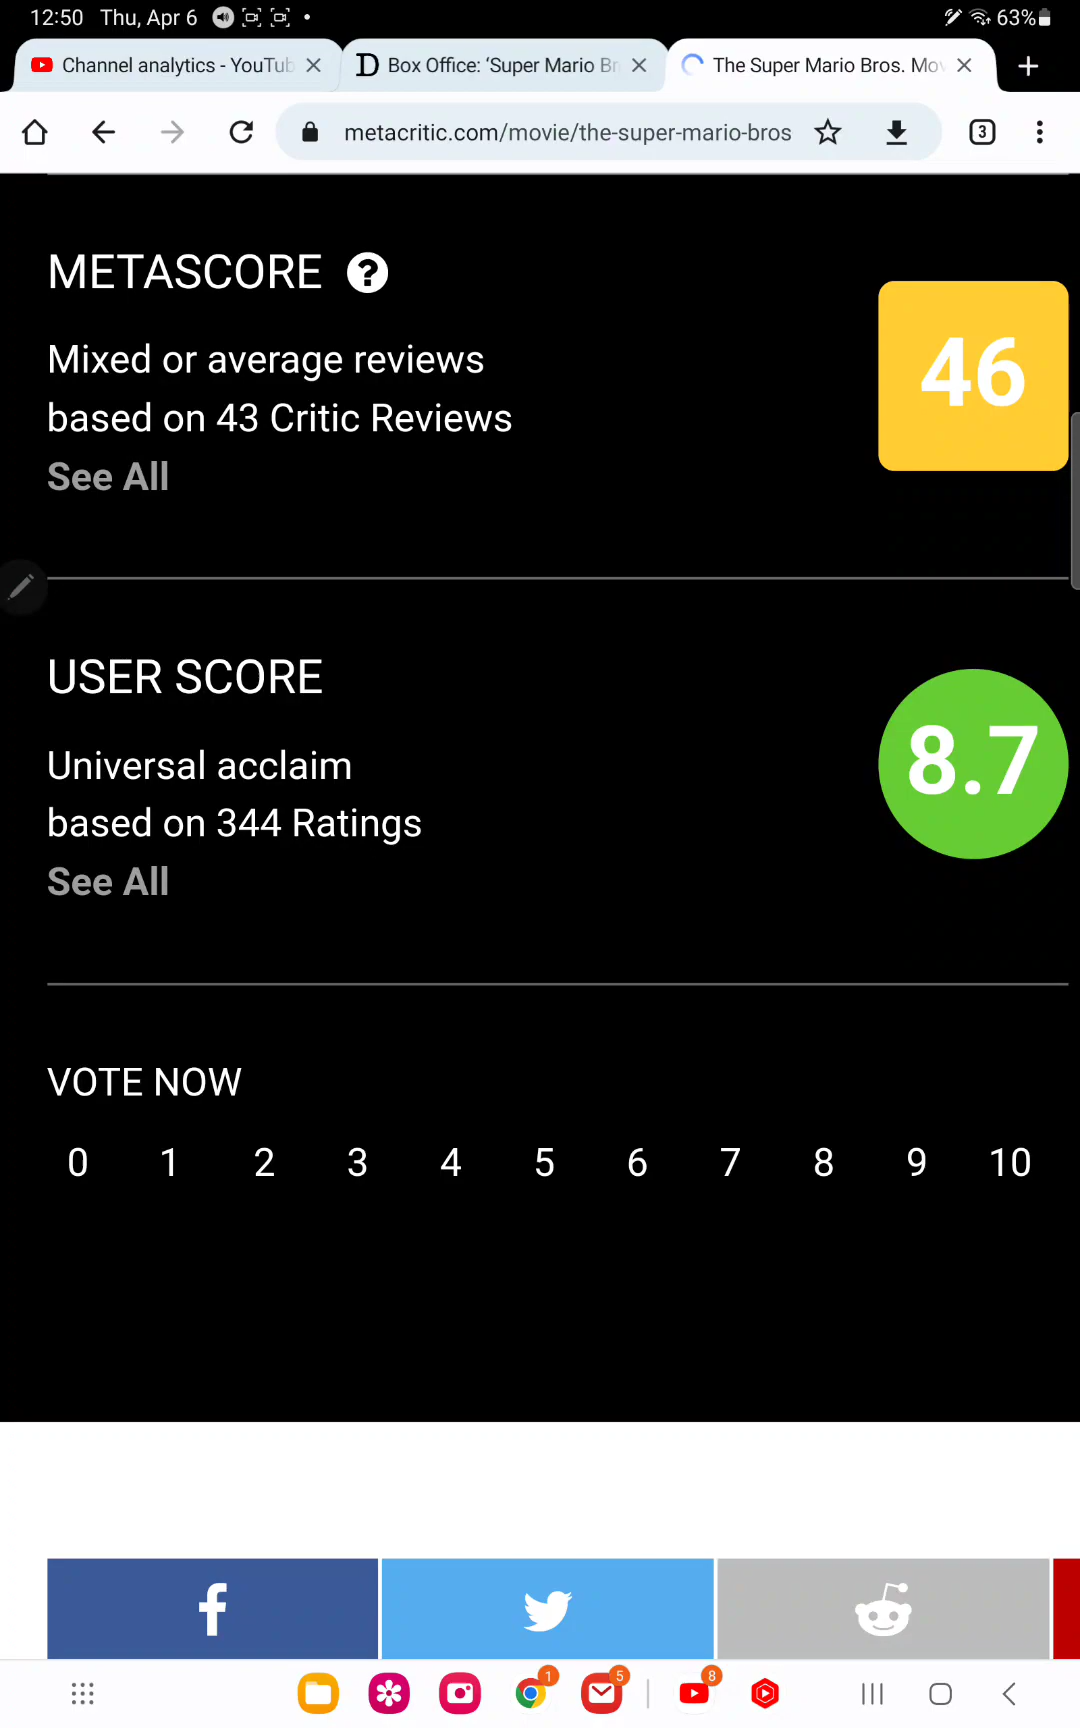 12:50 Thu, Apr 6
63%
Channel analytics - YouTub
Box Office: ‘Super Mario Br
The Super Mario Bros. Mov
metacritic.com/movie/the-super-mario-bros
3
METASCORE ?
Mixed or average reviews
based on 43 Critic Reviews
See All
46
USER SCORE
Universal acclaim
based on 344 Ratings
See All
8.7
VOTE NOW
0 1 2 3 4 5 6 7 8 9 10
1 5 8